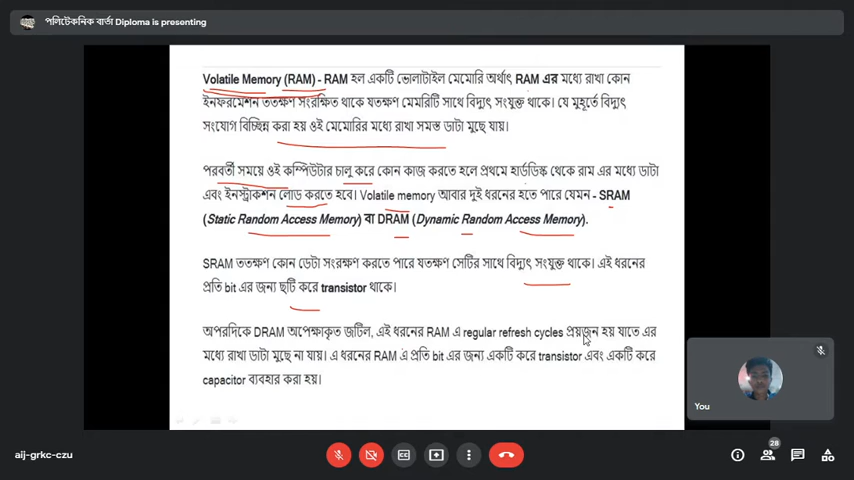 পলিটেকনিক বার্তা Diploma is presenting
Volatile Memory (RAM) - RAM হল একটি ভোলাটাইল মেমোরি অর্থাৎ RAM এর মধ্যে রাখা কোন
ইনফরমেশন ততক্ষণ সংরক্ষিত থাকে যতক্ষণ মেমরিটি সাথে বিদ্যুৎ সংযুক্ত থাকে। যে মুহূর্তে বিদ্যুৎ
সংযোগ বিচ্ছিন্ন করা হয় ওই মেমোরির মধ্যে রাখা সমস্ত ডাটা মুছে যায়।
পরবর্তী সময়ে ওই কম্পিউটার চালু করে কোন কাজ করতে হলে প্রথমে হার্ডডিস্ক থেকে রাম এর মধ্যে ডাটা
এবং ইনস্ট্রাকশন লোড করতে হবে। Volatile memory আবার দুই ধরনের হতে পারে যেমন - SRAM
(Static Random Access Memory) বা DRAM (Dynamic Random Access Memory).
SRAM ততক্ষণ কোন ডেটা সংরক্ষণ করতে পারে যতক্ষণ সেটির সাথে বিদ্যুৎ সংযুক্ত থাকে। এই ধরনের
প্রতি bit এর জন্য ছটি করে transistor থাকে।
অপরদিকে DRAM অপেক্ষাকৃত জটিল, এই ধরনের RAM এ regular refresh cycles প্রয়জন হয় যাতে এর
মধ্যে রাখা ডাটা মুছে না যায়। এ ধরনের RAM এ প্রতি bit এর জন্য একটি করে transistor এবং একটি করে
capacitor ব্যবহার করা হয়।
You
28
aij-grkc-czu